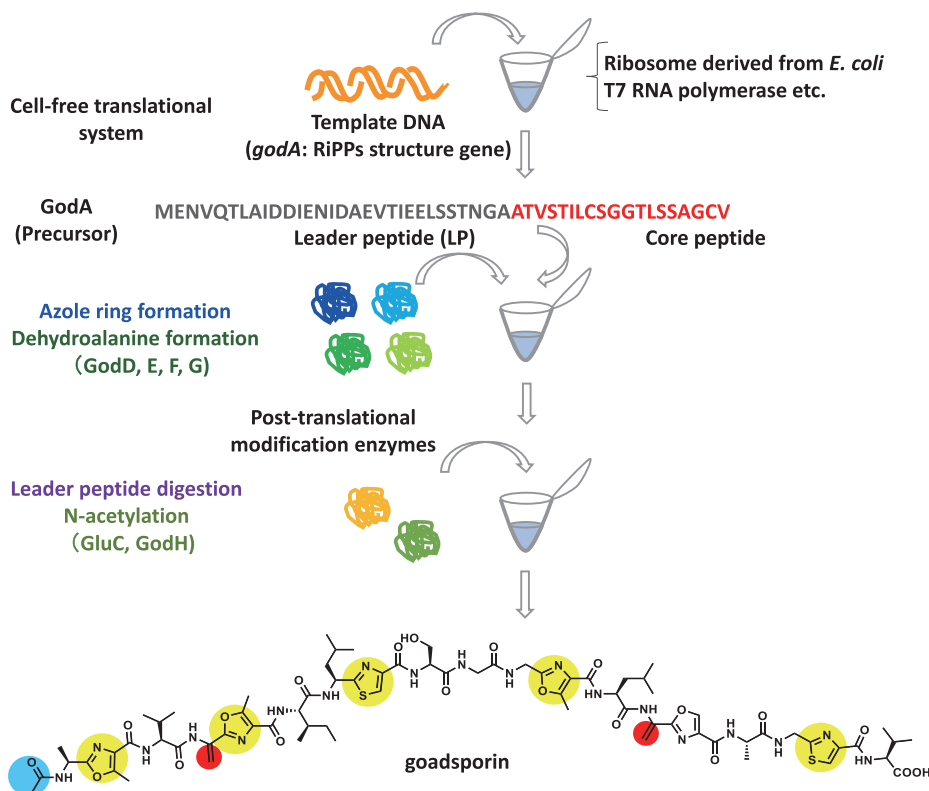 Ribosome derived from E. coli
T7 RNA polymerase etc.
Cell-free translational
system
Template DNA
(godA: RiPPs structure gene)
GodA
(Precursor)
MENVQTLAIDDIENIDAEVTIEELSSTNGAATVSTILCSGGTLSSAGCV
Leader peptide (LP)
Core peptide
Azole ring formation
Dehydroalanine formation
(GodD, E, F, G)
Post-translational
modification enzymes
Leader peptide digestion
N-acetylation
(GluC, GodH)
goadsporin
HO
O
O
H
N
O
H
N
N
O
N
H
O
N
H
N
S
N
H
O
N
O
N
H
O
N
H
N
O
O
N
H
O
H
N
O
N
H
N
O
O
N
H
O
N
O
O
N
H
O
H
N
N
S
O
N
H
COOH